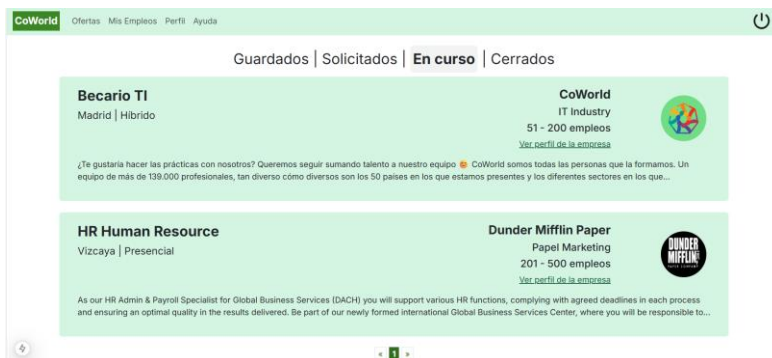 CoWorld Ofertas Mis Empleos Perfil Ayuda
Guardados | Solicitados | En curso | Cerrados
Becario TI
Madrid | Híbrido
CoWorld
IT Industry
51 - 200 empleos
Ver perfil de la empresa
¿Te gustaría hacer las prácticas con nosotros? Queremos seguir sumando talento a nuestro equipo 😊 CoWorld somos todas las personas que la formamos. Un
equipo de más de 139.000 profesionales, tan diverso cómo diversos son los 50 países en los que estamos presentes y los diferentes sectores en los que...
HR Human Resource
Vizcaya | Presencial
Dunder Mifflin Paper
Papel Marketing
201 - 500 empleos
Ver perfil de la empresa
DUNDER
MIFFLIN
As our HR Admin & Payroll Specialist for Global Business Services (DACH) you will support various HR functions, complying with agreed deadlines in each process
and ensuring an optimal quality in the results delivered. Be part of our newly formed international Global Business Services Center, where you will be responsible to...
« 1 »